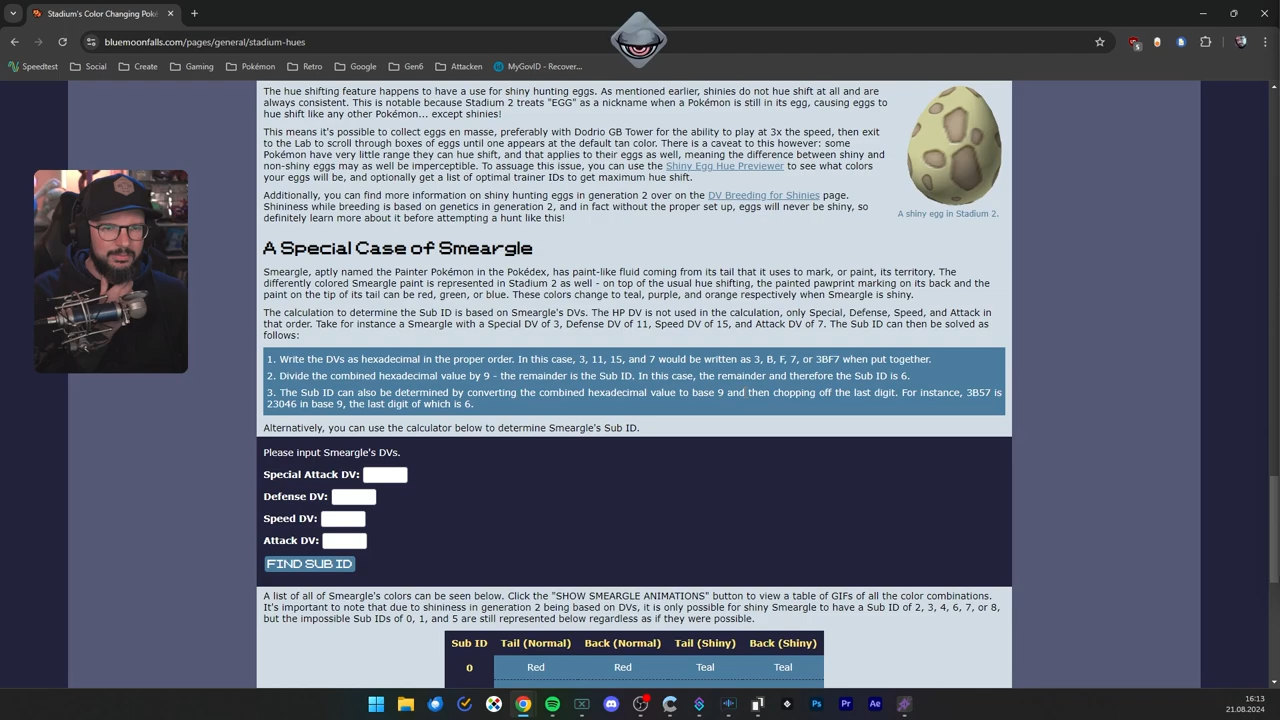 Stadium's Color Changing Poké
bluemoonfalls.com/pages/general/stadium-hues
Speedtest
Social
Create
Gaming
Pokémon
Retro
Google
Gen6
Attacken
MyGovID - Recover...
The hue shifting feature happens to have a use for shiny hunting eggs. As mentioned earlier, shinies do not hue shift at all and are
always consistent. This is notable because Stadium 2 treats "EGG" as a nickname when a Pokémon is still in its egg, causing eggs to
hue shift like any other Pokémon... except shinies!
This means it's possible to collect eggs en masse, preferably with Dodrio GB Tower for the ability to play at 3x the speed, then exit
to the Lab to scroll through boxes of eggs until one appears at the default tan color. There is a caveat to this however: some
Pokémon have very little range they can hue shift, and that applies to their eggs as well, meaning the difference between shiny and
non-shiny eggs may as well be imperceptible. To assuage this issue, you can use the Shiny Egg Hue Previewer to see what colors
your eggs will be, and optionally get a list of optimal trainer IDs to get maximum hue shift.
Additionally, you can find more information on shiny hunting eggs in generation 2 over on the DV Breeding for Shinies page.
Shininess while breeding is based on genetics in generation 2, and in fact without the proper set up, eggs will never be shiny, so
definitely learn more about it before attempting a hunt like this!
A shiny egg in Stadium 2.
A Special Case of Smeargle
Smeargle, aptly named the Painter Pokémon in the Pokédex, has paint-like fluid coming from its tail that it uses to mark, or paint, its territory. The
differently colored Smeargle paint is represented in Stadium 2 as well - on top of the usual hue shifting, the painted pawprint marking on its back and the
paint on the tip of its tail can be red, green, or blue. These colors change to teal, purple, and orange respectively when Smeargle is shiny.
The calculation to determine the Sub ID is based on Smeargle's DVs. The HP DV is not used in the calculation, only Special, Defense, Speed, and Attack in
that order. Take for instance a Smeargle with a Special DV of 3, Defense DV of 11, Speed DV of 15, and Attack DV of 7. The Sub ID can then be solved as
follows:
1. Write the DVs as hexadecimal in the proper order. In this case, 3, 11, 15, and 7 would be written as 3, B, F, 7, or 3BF7 when put together.
2. Divide the combined hexadecimal value by 9 - the remainder is the Sub ID. In this case, the remainder and therefore the Sub ID is 6.
3. The Sub ID can also be determined by converting the combined hexadecimal value to base 9 and then chopping off the last digit. For instance, 3B57 is
23046 in base 9, the last digit of which is 6.
Alternatively, you can use the calculator below to determine Smeargle's Sub ID.
Please input Smeargle's DVs.
Special Attack DV:
Defense DV:
Speed DV:
Attack DV:
FIND SUB ID
A list of all of Smeargle's colors can be seen below. Click the "SHOW SMEARGLE ANIMATIONS" button to view a table of GIFs of all the color combinations.
It's important to note that due to shininess in generation 2 being based on DVs, it is only possible for shiny Smeargle to have a Sub ID of 2, 3, 4, 6, 7, or 8,
but the impossible Sub IDs of 0, 1, and 5 are still represented below regardless as if they were possible.
Sub ID Tail (Normal) Back (Normal) Tail (Shiny) Back (Shiny)
0 Red Red Teal Teal
16:13
21.08.2024